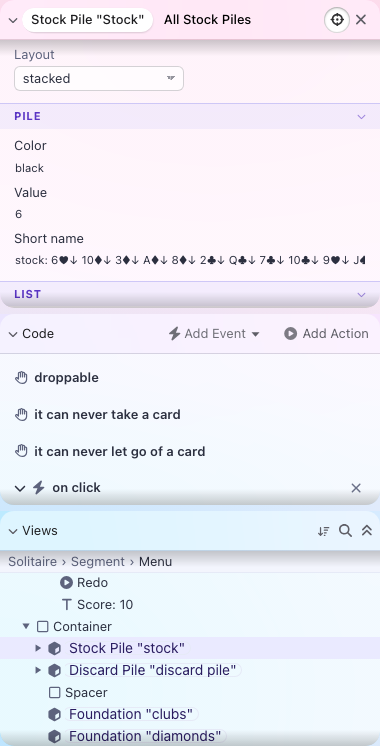 Stock Pile "Stock" All Stock Piles
Layout
stacked
PILE
Color
black
Value
6
Short name
stock: 6♥↓ 10♦↓ 3♦↓ A♦↓ 8♦↓ 2♣↓ Q♣↓ 7♣↓ 10♣↓ 9♥↓ J
LIST
Code Add Event Add Action
droppable
it can never take a card
it can never let go of a card
on click
Views
Solitaire › Segment › Menu
Redo
Score: 10
Container
Stock Pile "stock"
Discard Pile "discard pile"
Spacer
Foundation "clubs"
Foundation "diamonds"